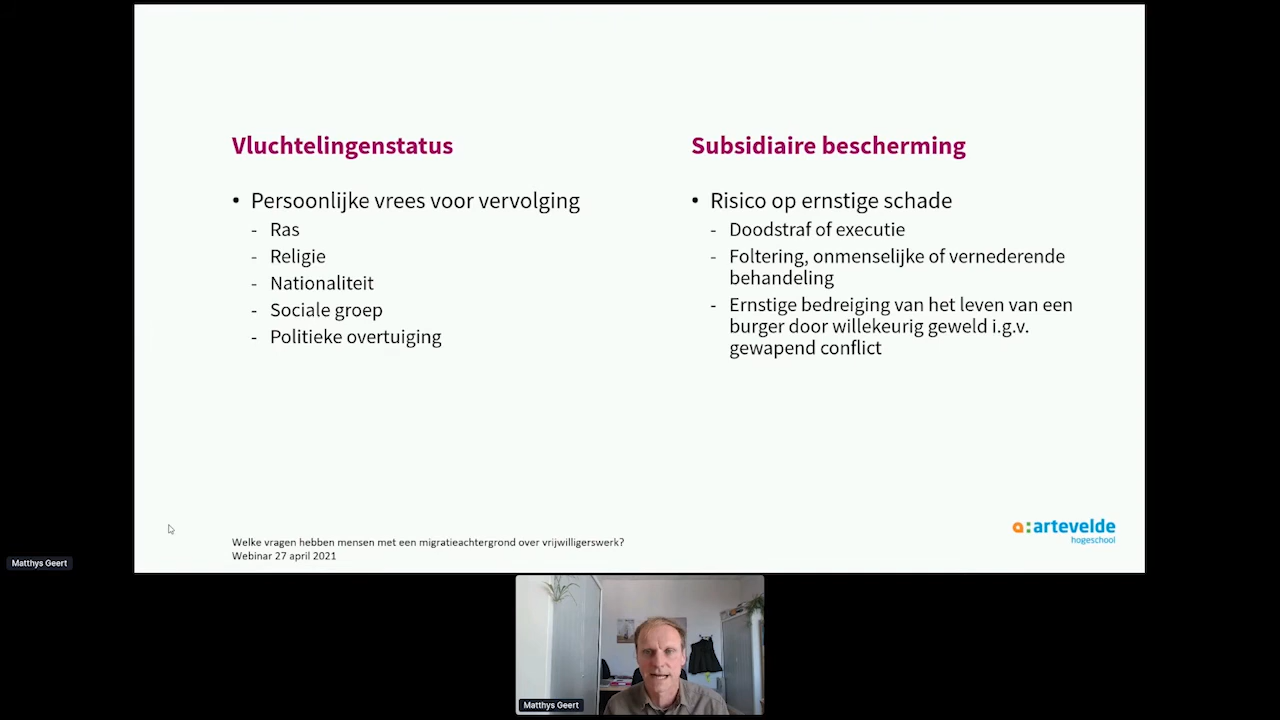 Vluchtelingenstatus
• Persoonlijke vrees voor vervolging
- Ras
- Religie
- Nationaliteit
- Sociale groep
- Politieke overtuiging
Subsidiaire bescherming
• Risico op ernstige schade
- Doodstraf of executie
- Foltering, onmenselijke of vernederende
behandeling
- Ernstige bedreiging van het leven van een
burger door willekeurig geweld i.g.v.
gewapend conflict
Welke vragen hebben mensen met een migratieachtergrond over vrijwilligerswerk?
Webinar 27 april 2021
a:artevelde
hogeschool
Matthys Geert
Matthys Geert